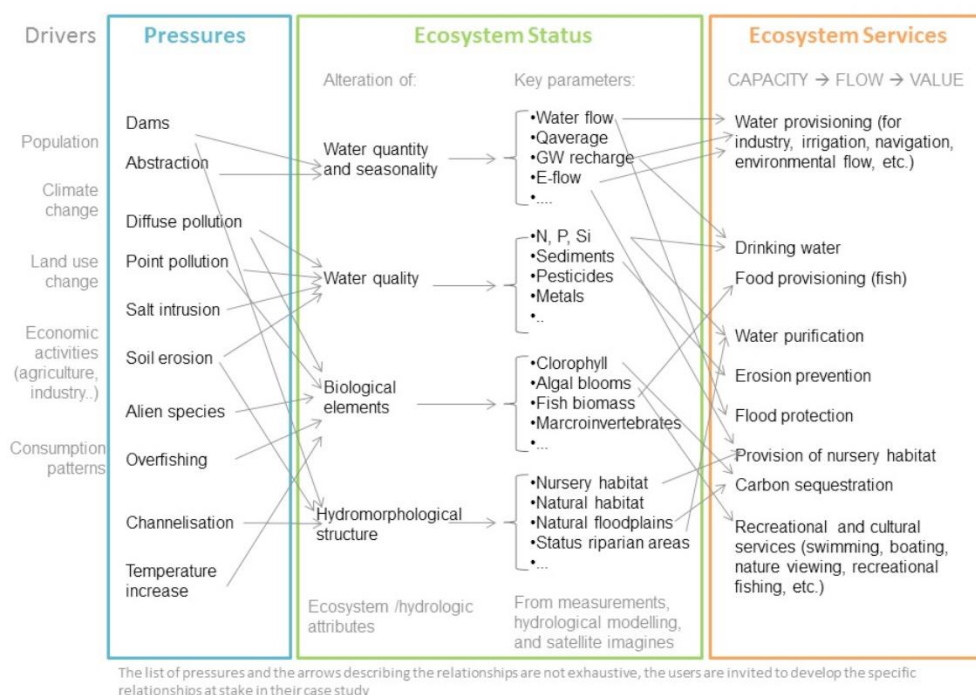 Drivers
Population
Climate
change
Land use
change
Economic
activities
(agriculture,
industry..)
Consumption
patterns
Pressures
Dams
Abstraction
Diffuse pollution
Point pollution
Salt intrusion
Soil erosion
Alien species
Overfishing
Channelisation
Temperature
increase
Ecosystem Status
Alteration of:
Water quantity
and seasonality
Water quality
Biological
elements
Hydromorphological
structure
Ecosystem /hydrologic
attributes
Key parameters:
•Water flow
•Qaverage
•GW recharge
•E-flow
•....
•N, P, Si
•Sediments
•Pesticides
•Metals
•..
•Clorophyll
•Algal blooms
•Fish biomass
•Marcroinvertebrates
•...
•Nursery habitat
•Natural habitat
•Natural floodplains
•Status riparian areas
•...
From measurements,
hydrological modelling,
and satellite imagines
Ecosystem Services
CAPACITY → FLOW → VALUE
Water provisioning (for
industry, irrigation, navigation,
environmental flow, etc.)
Drinking water
Food provisioning (fish)
Water purification
Erosion prevention
Flood protection
Provision of nursery habitat
Carbon sequestration
Recreational and cultural
services (swimming, boating,
nature viewing, recreational
fishing, etc.)
The list of pressures and the arrows describing the relationships are not exhaustive, the users are invited to develop the specific
relationships at stake in their case study